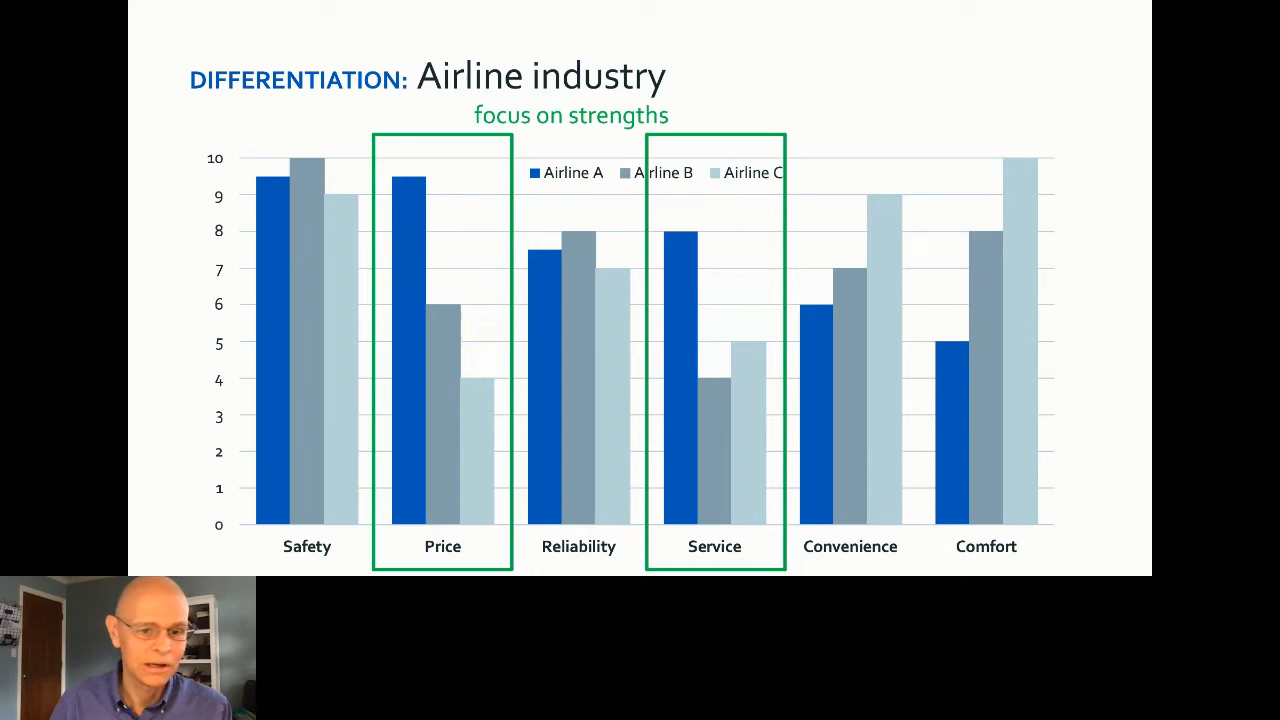 DIFFERENTIATION: Airline industry
focus on strengths
Airline A Airline B Airline C
10
9
8
7
6
5
4
3
2
1
0
Safety Price Reliability Service Convenience Comfort